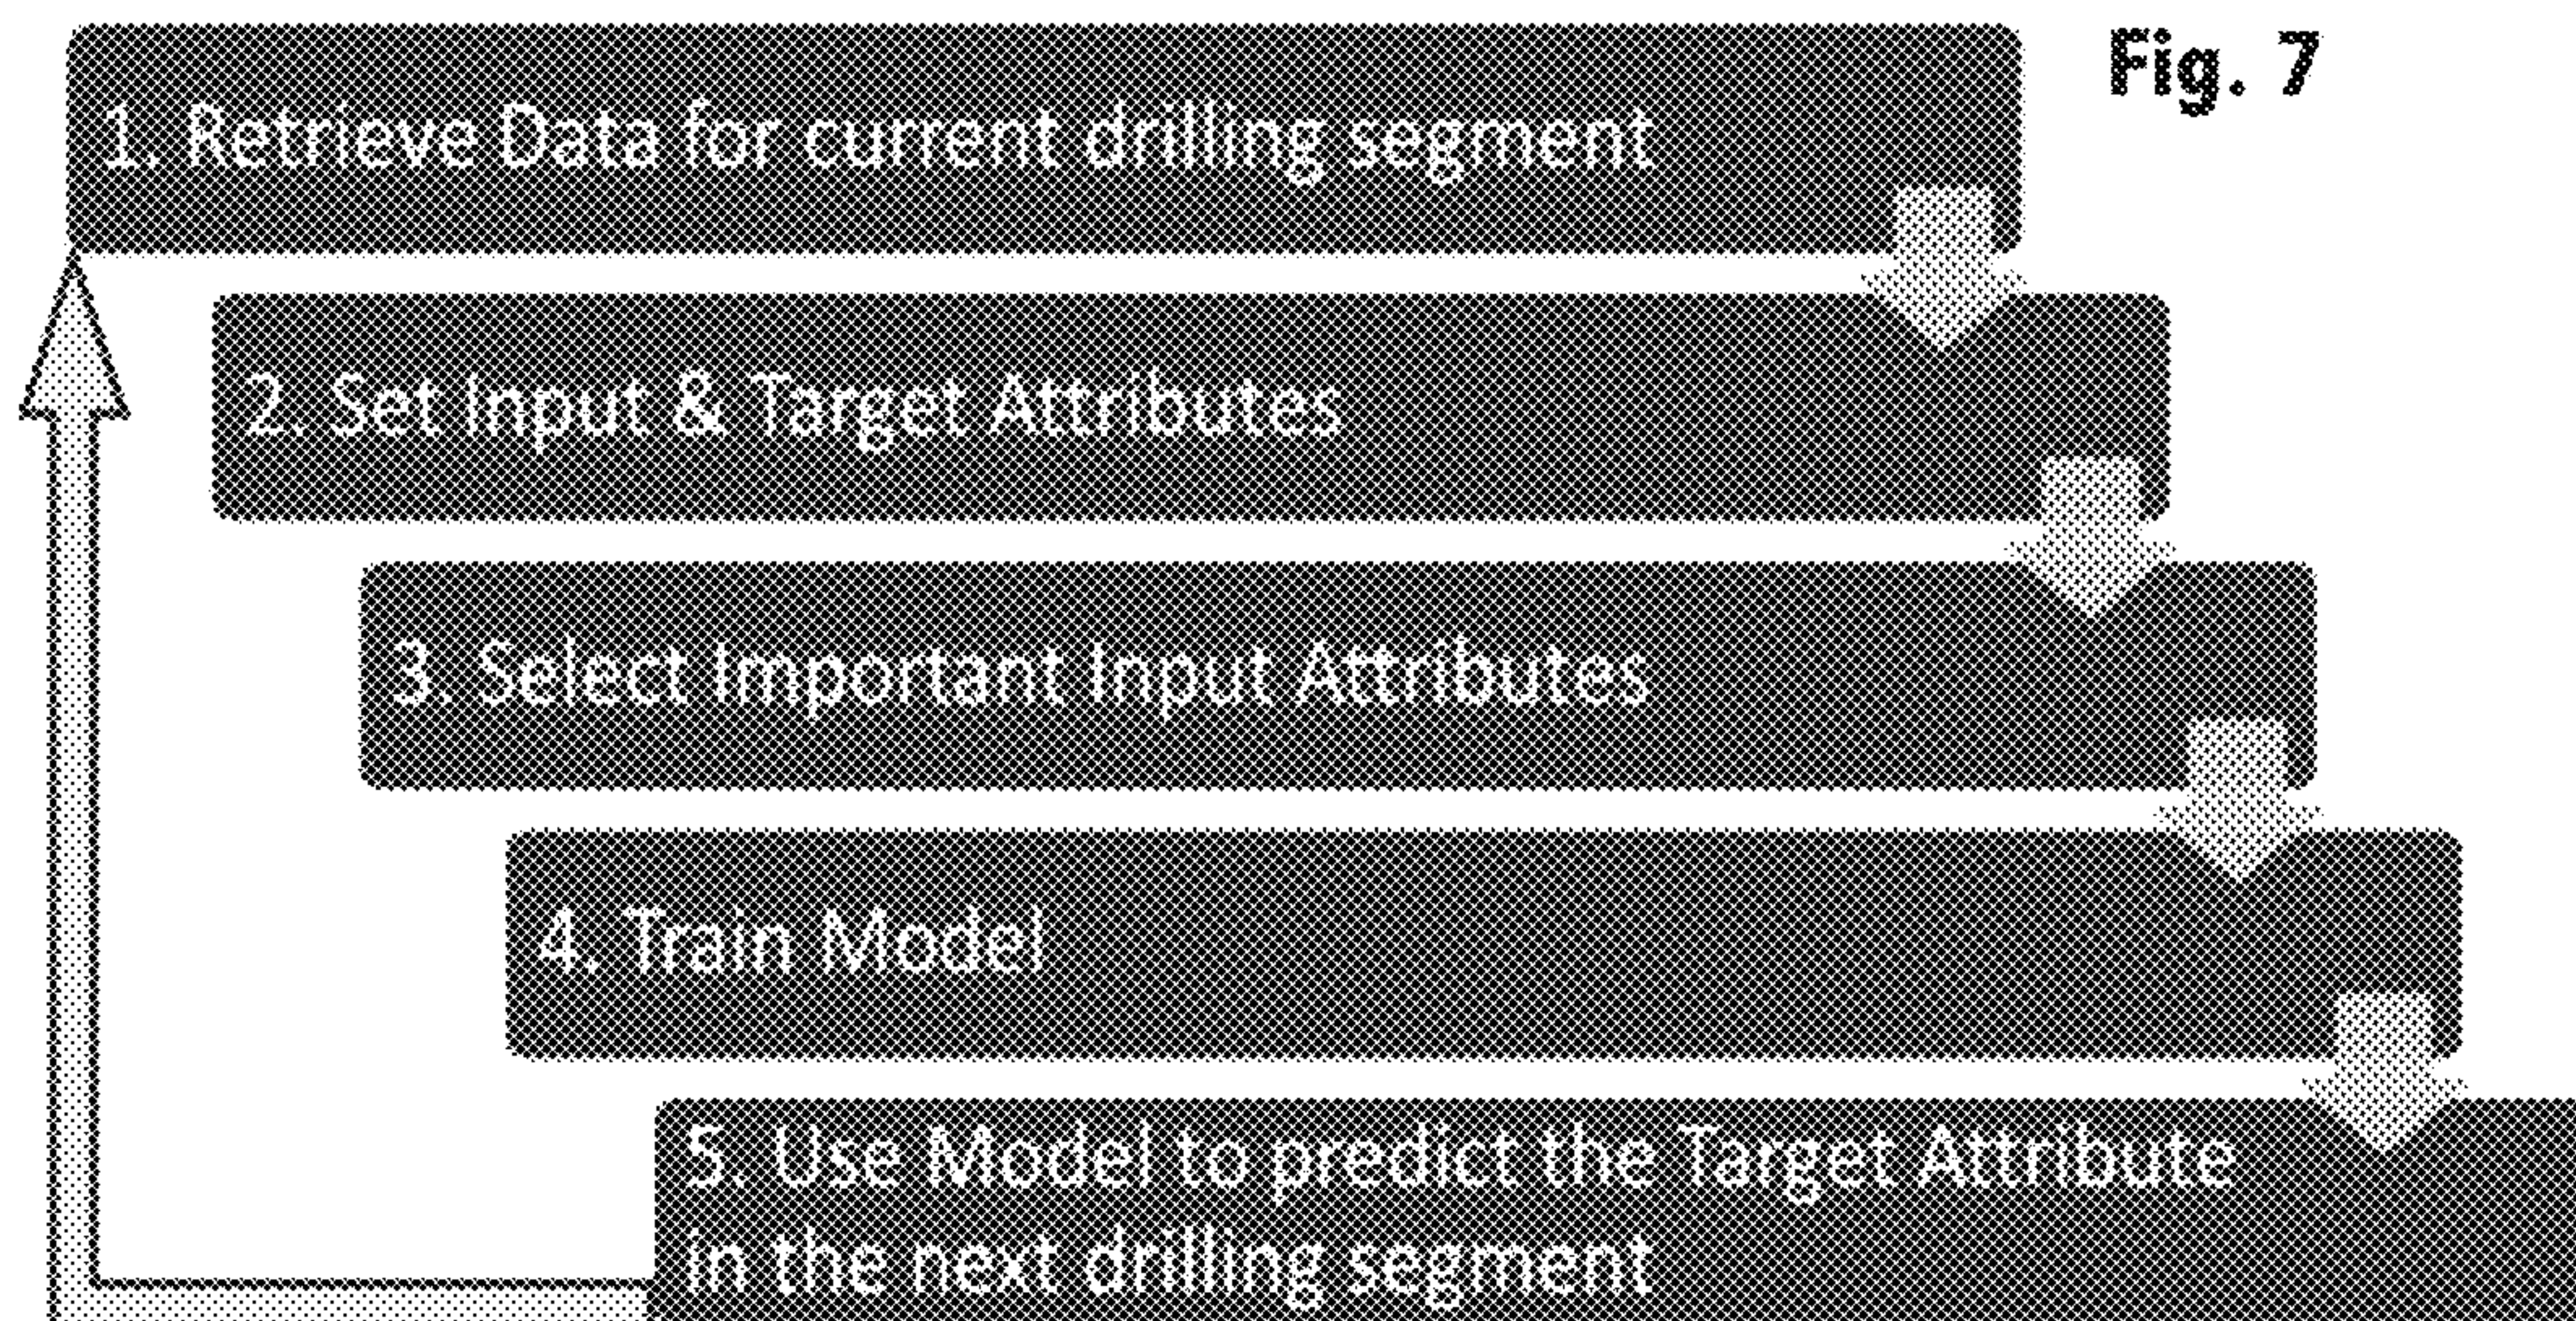 Fig. 7
1. Retrieve Data for current drilling segment
2. Set Input & Target Attributes
3. Select Important Input Attributes
4. Train Model
5. Use Model to predict the Target Attribute
in the next drilling segment